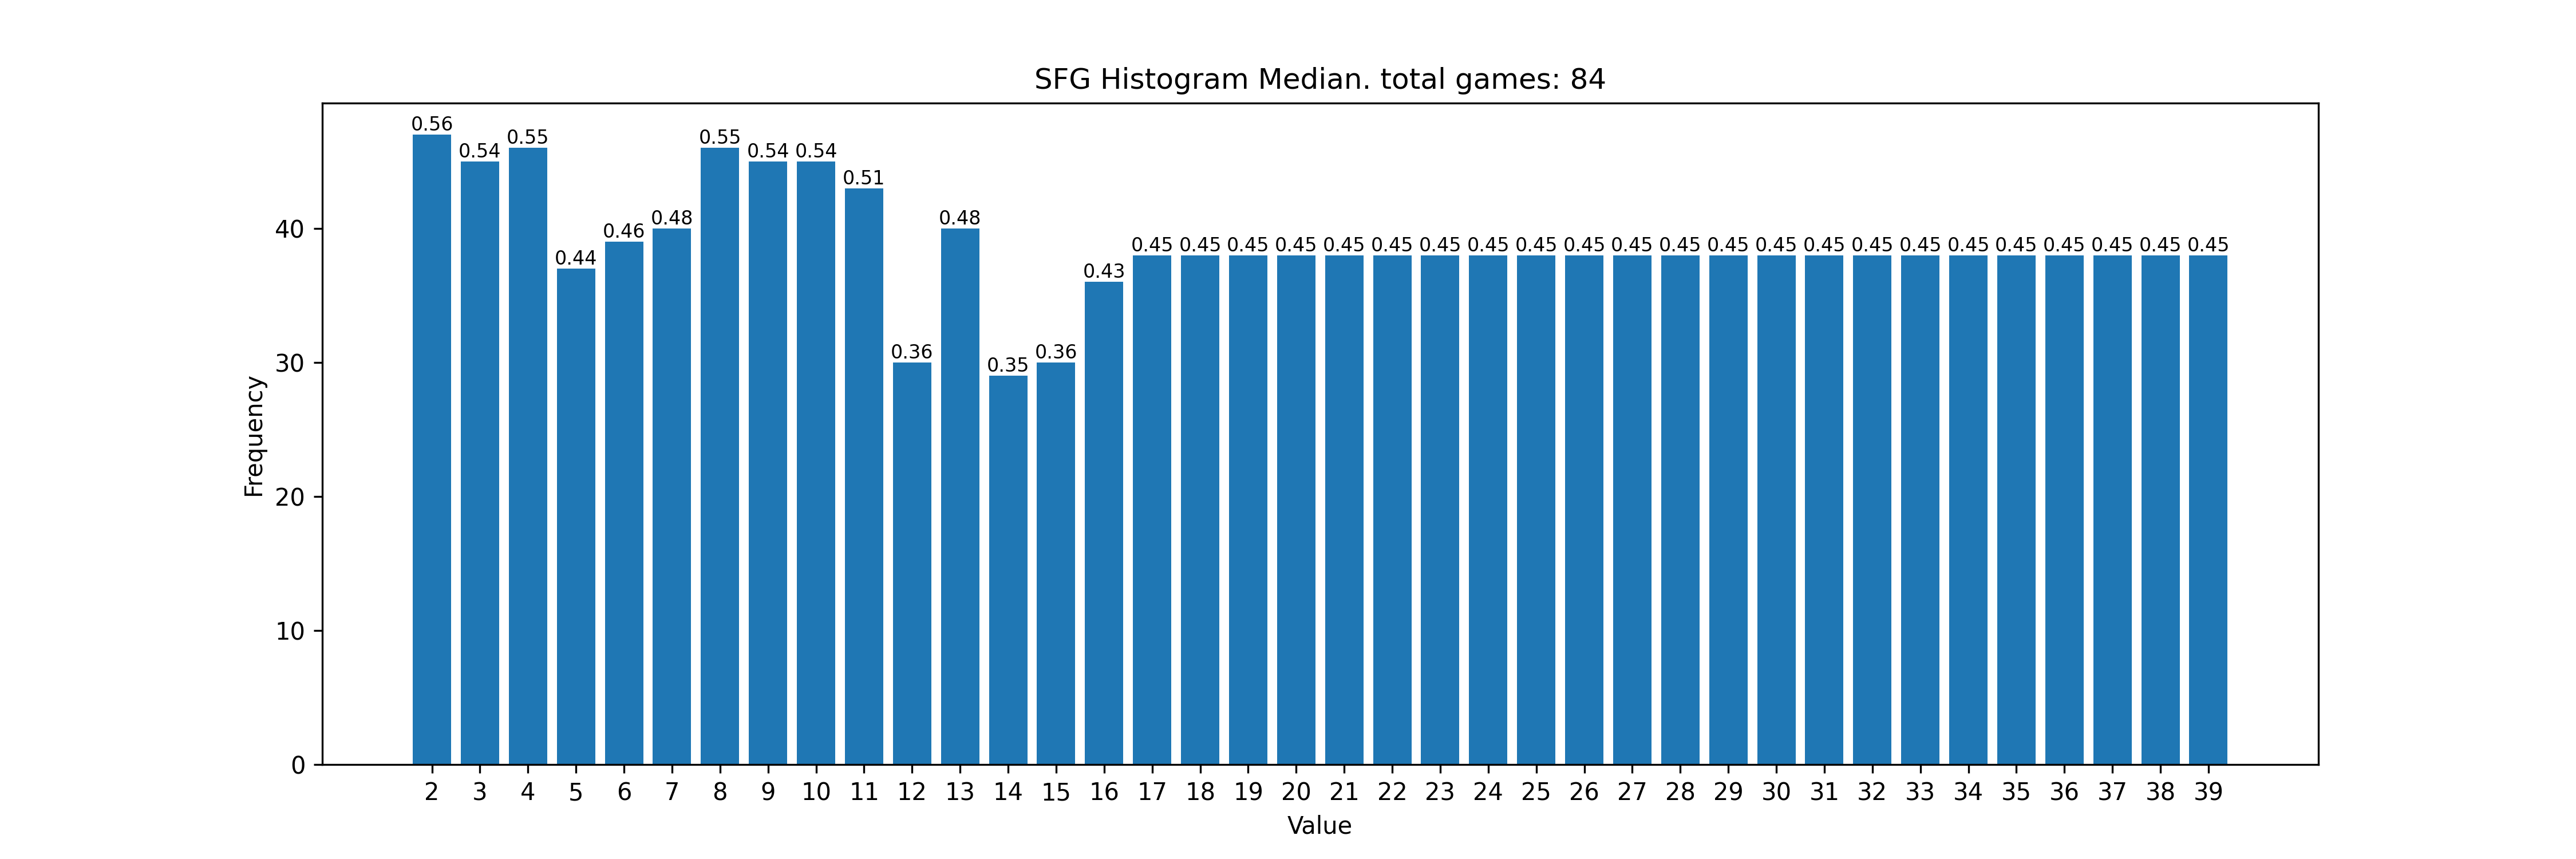 SFG Histogram Median. total games: 84
0.56 0.54 0.55 0.44 0.46 0.48 0.55 0.54 0.54 0.51 0.36 0.48 0.35 0.36 0.43 0.45 0.45 0.45 0.45 0.45 0.45 0.45 0.45 0.45 0.45 0.45 0.45 0.45 0.45 0.45 0.45 0.45 0.45 0.45 0.45 0.45 0.45 0.45
Frequency
40
30
20
10
0
2 3 4 5 6 7 8 9 10 11 12 13 14 15 16 17 18 19 20 21 22 23 24 25 26 27 28 29 30 31 32 33 34 35 36 37 38 39
Value